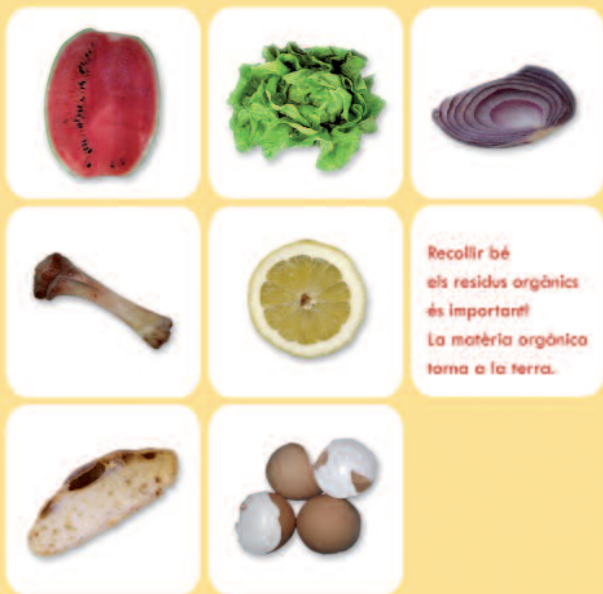 Recollir bé
els residus orgànics
és important!
La matèria orgànica
torna a la terra.